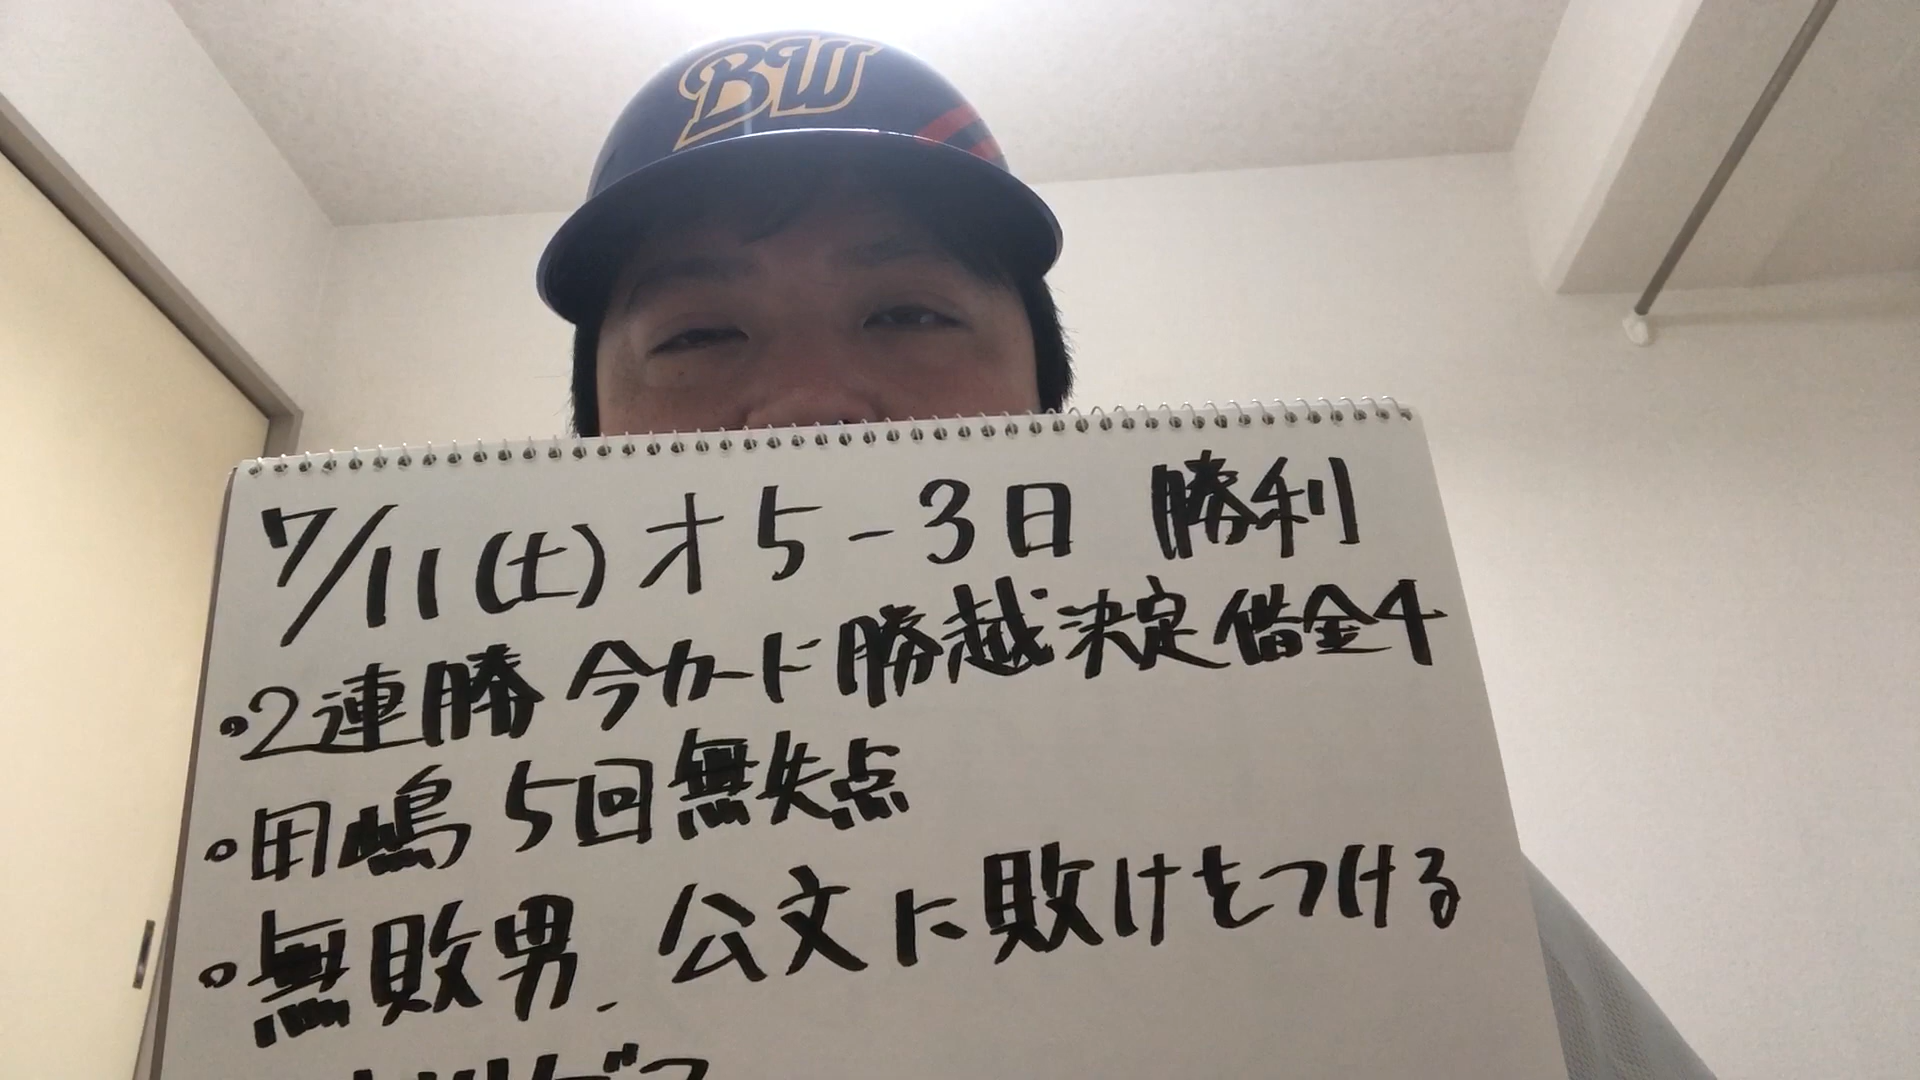 BW
7/11(土)オ5-3日 勝利
•2連勝 今カード勝越決定 借金4
•田嶋 5回無失点
•無敗男、公文に敗けをつける